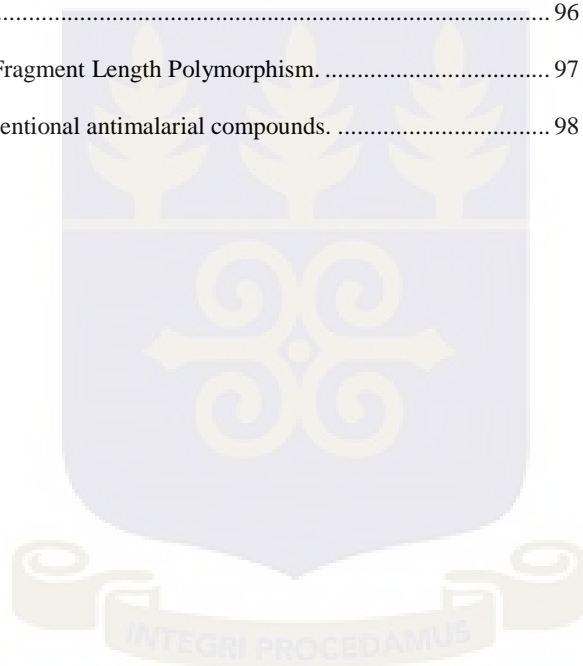 ................................................................................................ 96
Fragment Length Polymorphism. ................................... 97
entional antimalarial compounds. ................................. 98
INTEGRI PROCEDAMUS